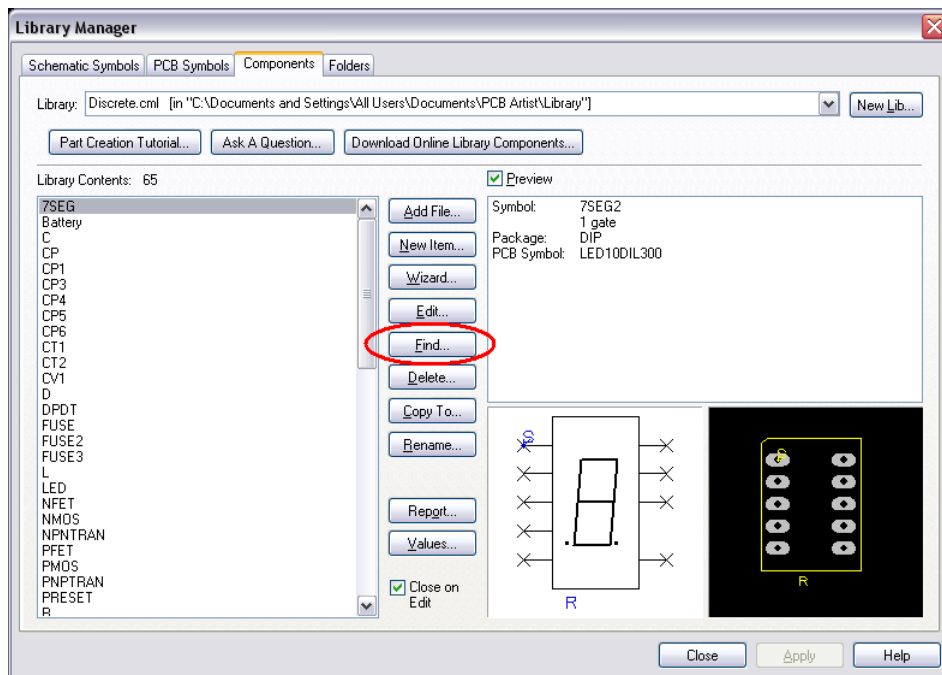 Library Manager
Schematic Symbols PCB Symbols Components Folders
Library: Discrete.cml [in "C:\Documents and Settings\All Users\Documents\PCB Artist\Library"] New Lib...
Part Creation Tutorial... Ask A Question... Download Online Library Components...
Library Contents: 65
Preview
7SEG
Battery
C
CP
CP1
CP3
CP4
CP5
CP6
CT1
CT2
CV1
D
DPDT
FUSE
FUSE2
FUSE3
L
LED
NFET
NMOS
NPNTRAN
PFET
PMOS
PNPTRAN
PRESET
R
Add File...
New Item...
Wizard...
Edit...
Find...
Delete...
Copy To...
Rename...
Report...
Values...
Close on
Edit
Symbol: 7SEG2
1 gate
Package: DIP
PCB Symbol: LED10DIL300
R
R
Close Apply Help